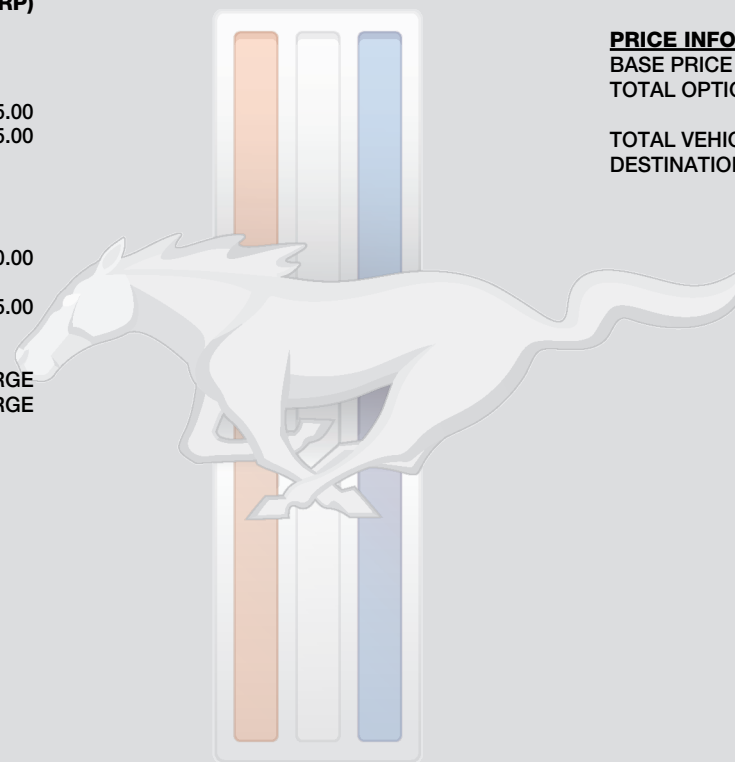 RP)
5.00
5.00
0.00
5.00
RGE
RGE
PRICE INFO
BASE PRICE
TOTAL OPTIO
TOTAL VEHIC
DESTINATION